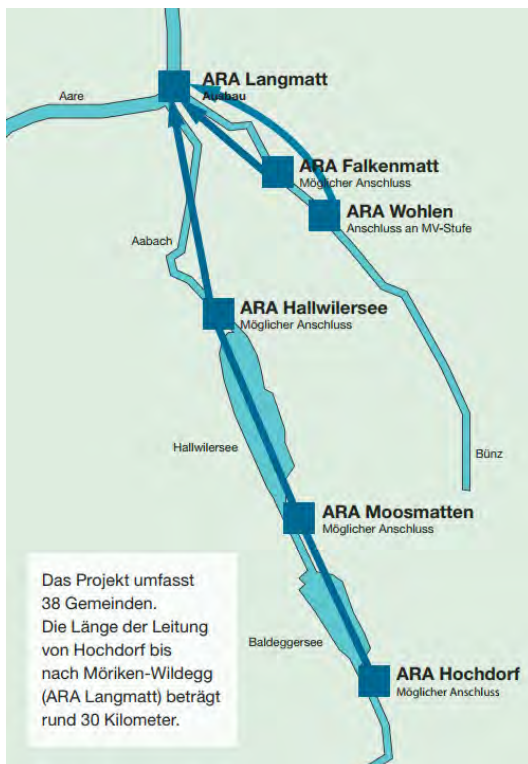 ARA Langmatt
Ausbau
Aare
ARA Falkenmatt
Möglicher Anschluss
ARA Wohlen
Anschluss an MV-Stufe
Aabach
ARA Hallwilersee
Möglicher Anschluss
Hallwilersee
Bünz
ARA Moosmatten
Möglicher Anschluss
Das Projekt umfasst
38 Gemeinden.
Die Länge der Leitung
von Hochdorf bis
nach Möriken-Wildegg
(ARA Langmatt) beträgt
rund 30 Kilometer.
Baldeggersee
ARA Hochdorf
Möglicher Anschluss